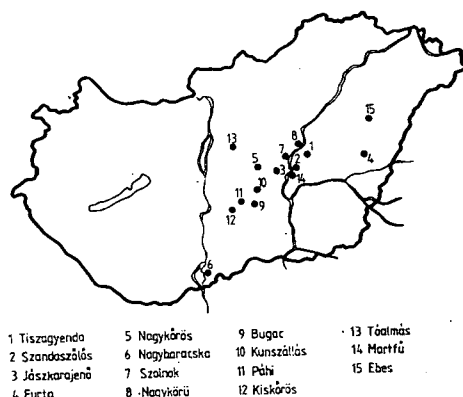 8
15
13
7
1
5
2
4
3
14
10
11
9
12
6
1 Tiszagyenda
2 Szandaszőlős
3 Jászkarajenő
4 Furta
5 Nagykőrös
6 Nagybaracska
7 Szolnok
8 Nagykörü
9 Bugac
10 Kunszállás
11 Páhi
12 Kiskőrös
13 Tóalmás
14 Martfű
15 Ebes